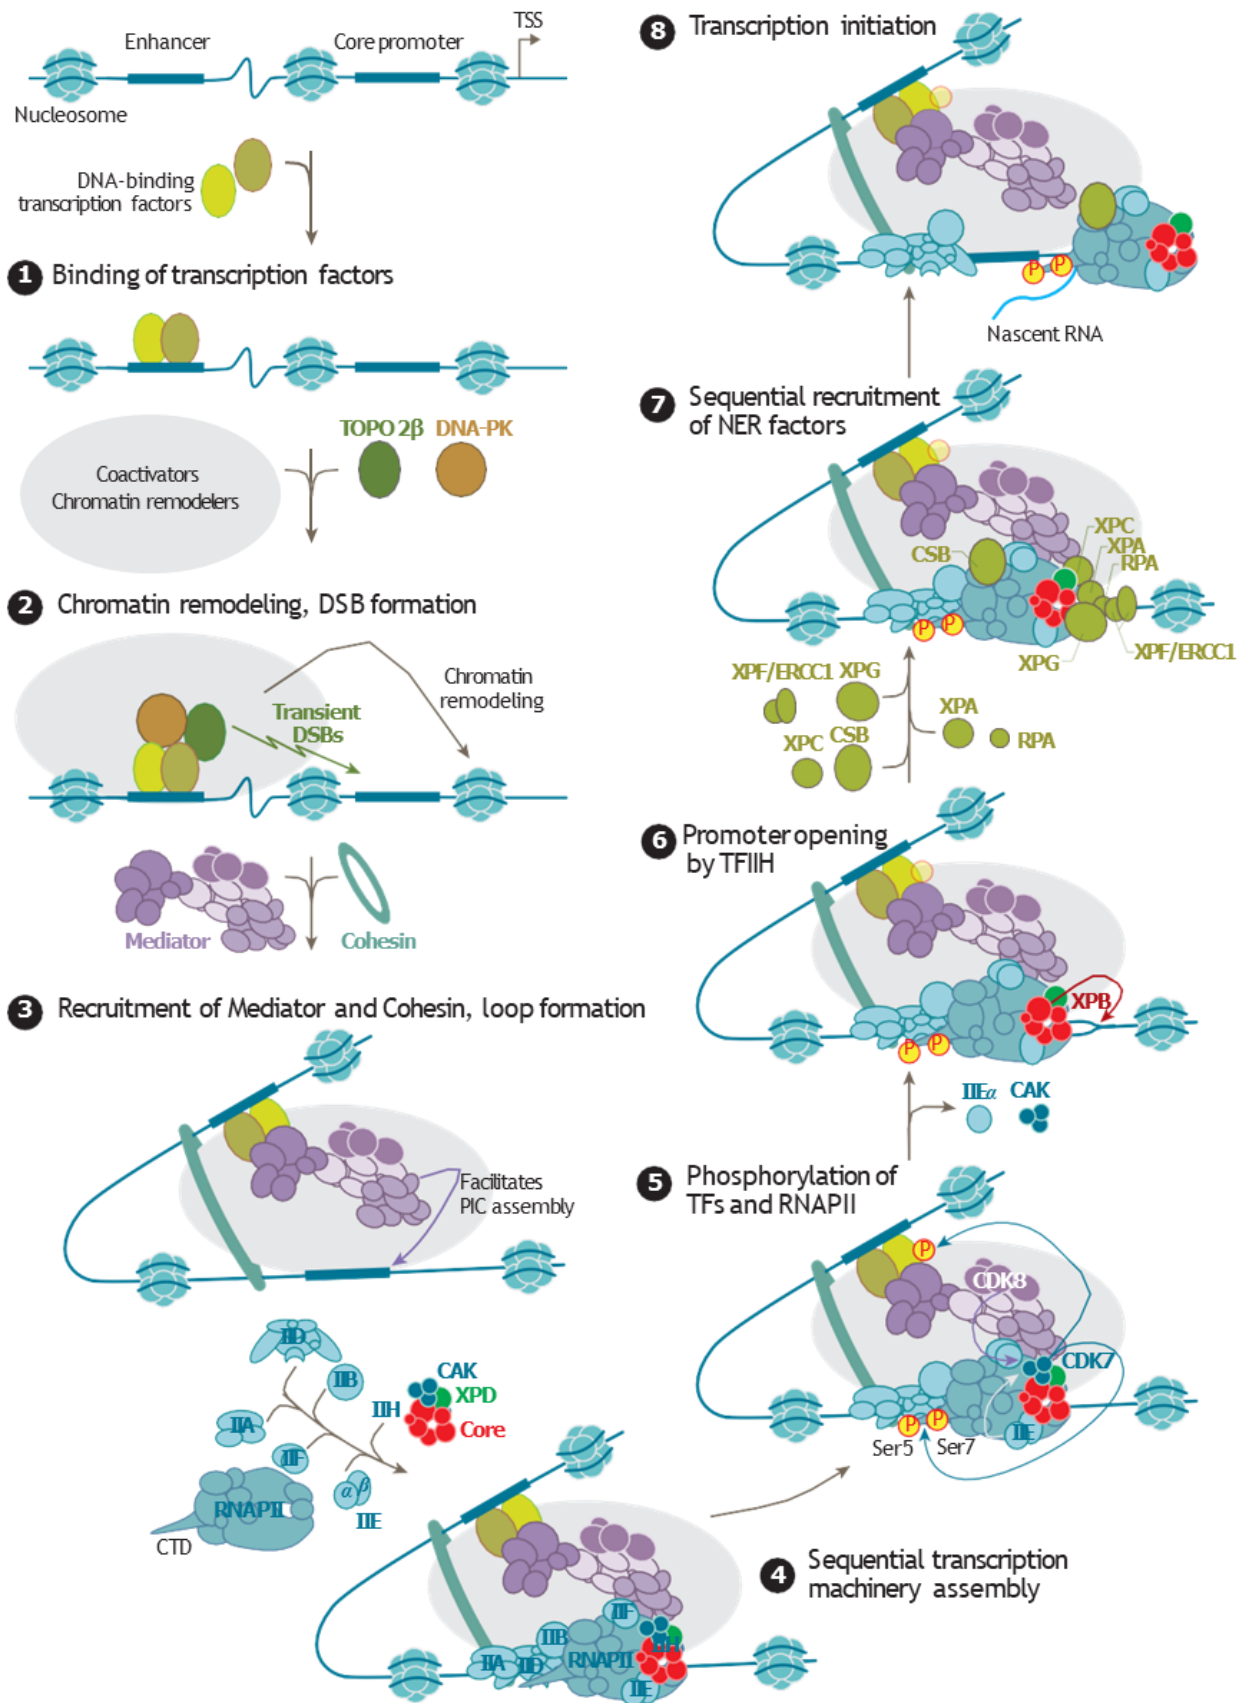 TSS
Enhancer
Core promoter
Nucleosome
DNA-binding
transcription factors
1 Binding of transcription factors
TOPO 2β DNA-PK
Coactivators
Chromatin remodelers
2 Chromatin remodeling, DSB formation
Chromatin
remodeling
Transient
DSBs
Mediator
Cohesin
3 Recruitment of Mediator and Cohesin, loop formation
Facilitates
PIC assembly
IID
IIB
IIA
IIF
IIH
CAK
XPD
Core
RNAPII
α β
IIE
CTD
4 Sequential transcription
machinery assembly
IIF
IIH
IIB
IIA
IID
RNAPII
IIE
5 Phosphorylation of
TFs and RNAPII
P
CDK8
CDK7
P
P
IIE
Ser5
Ser7
IIEα
CAK
6 Promoter opening
by TFIIH
XPB
P
P
7 Sequential recruitment
of NER factors
XPC
XPA
RPA
CSB
P
P
XPG
XPF/ERCC1
XPF/ERCC1 XPG
XPA
XPC
CSB
RPA
8 Transcription initiation
P
P
Nascent RNA